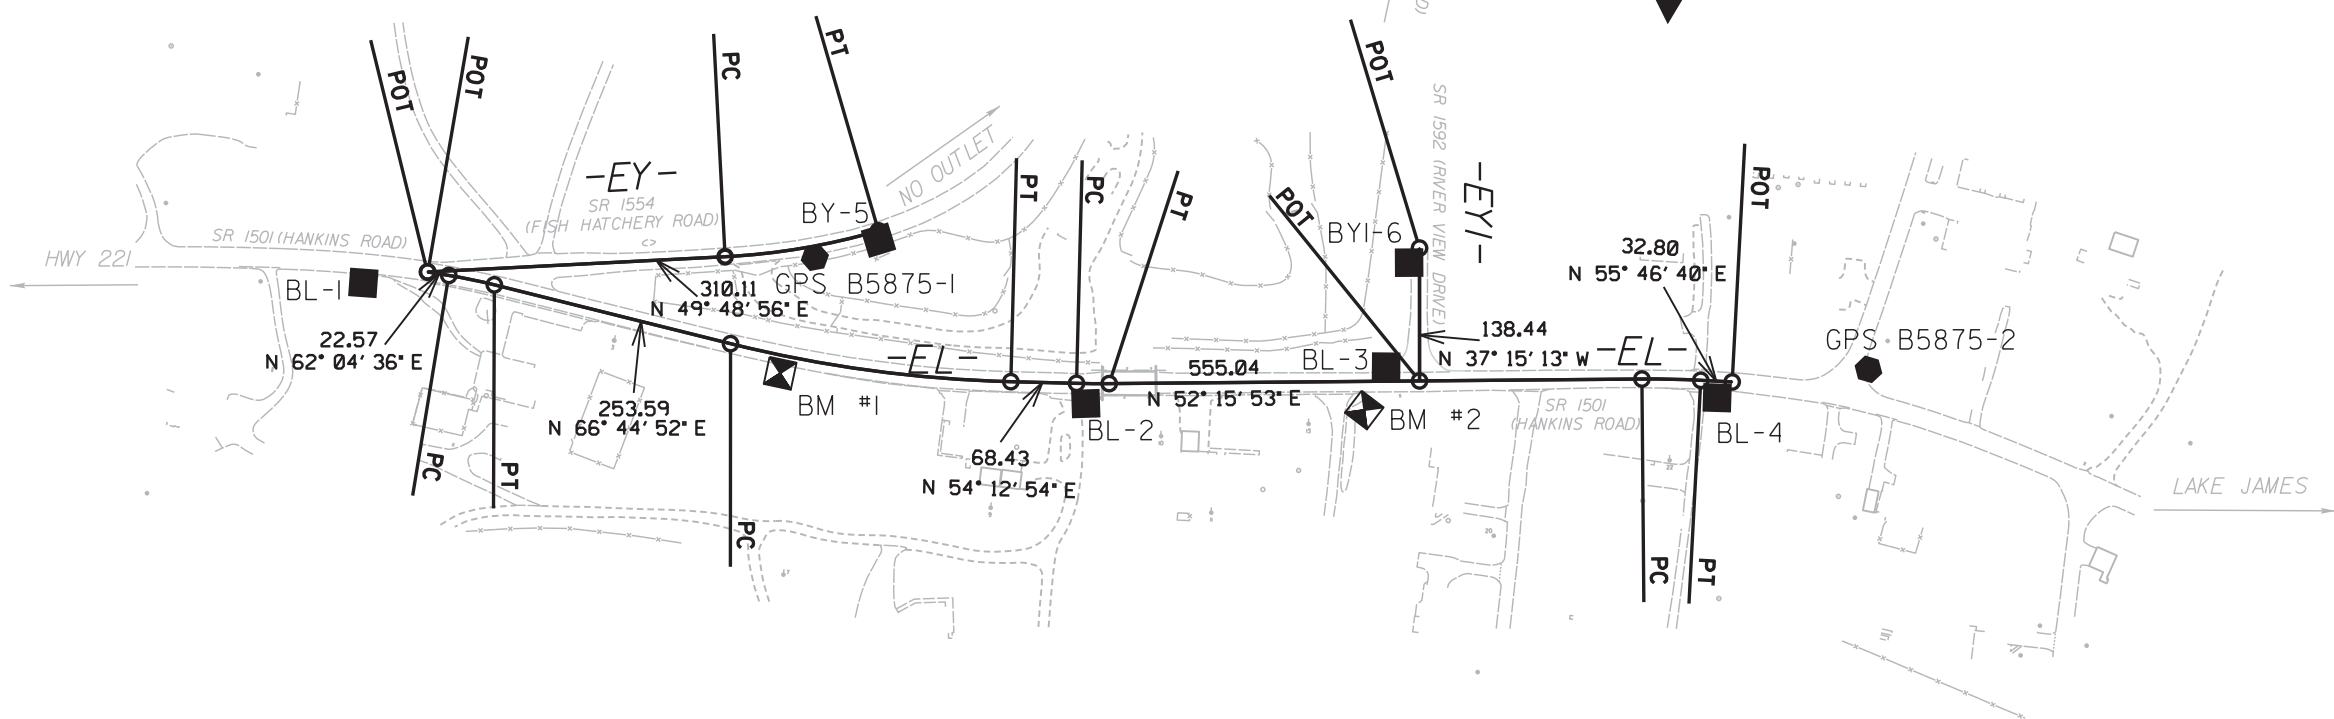 POT
POT
PC
PT
POT
POT
PT
PC
PT
POT
NO OUTLET
-EY-
SR 1554
(FISH HATCHERY ROAD)
BY-5
SR 1592 (RIVER VIEW DRIVE)
-EY1-
BY1-6
SR 1501 (HANKINS ROAD)
HWY 221
BL-1
310.11
N 49° 48' 56" E
GPS B5875-1
32.80
N 55° 46' 40" E
22.57
N 62° 04' 36" E
-EL-
BL-3
138.44
N 37° 15' 13" W
-EL-
GPS B5875-2
555.04
N 52° 15' 53" E
253.59
N 66° 44' 52" E
BM #1
BL-2
BM #2
SR 1501
(HANKINS ROAD)
BL-4
68.43
N 54° 12' 54" E
PC
PT
PC
PC
PT
LAKE JAMES